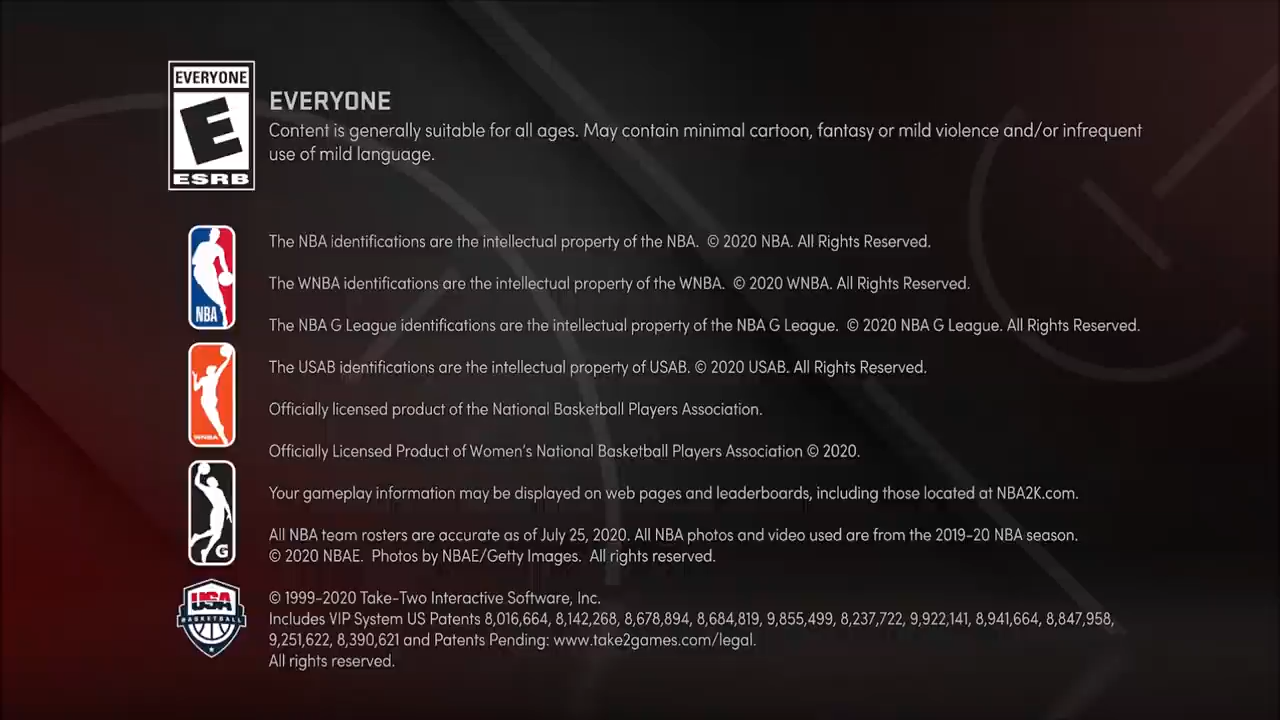 EVERYONE
E
ESRB
EVERYONE
Content is generally suitable for all ages. May contain minimal cartoon, fantasy or mild violence and/or infrequent
use of mild language.
NBA
The NBA identifications are the intellectual property of the NBA.  © 2020 NBA. All Rights Reserved.
The WNBA identifications are the intellectual property of the WNBA.  © 2020 WNBA. All Rights Reserved.
The NBA G League identifications are the intellectual property of the NBA G League.  © 2020 NBA G League. All Rights Reserved.
WNBA
The USAB identifications are the intellectual property of USAB. © 2020 USAB. All Rights Reserved.
Officially licensed product of the National Basketball Players Association.
Officially Licensed Product of Women's National Basketball Players Association © 2020.
G
Your gameplay information may be displayed on web pages and leaderboards, including those located at NBA2K.com.
All NBA team rosters are accurate as of July 25, 2020. All NBA photos and video used are from the 2019-20 NBA season.
© 2020 NBAE.  Photos by NBAE/Getty Images.  All rights reserved.
USA
BASKETBALL
© 1999-2020 Take-Two Interactive Software, Inc.
Includes VIP System US Patents 8,016,664, 8,142,268, 8,678,894, 8,684,819, 9,855,499, 8,237,722, 9,922,141, 8,941,664, 8,847,958,
9,251,622, 8,390,621 and Patents Pending: www.take2games.com/legal.
All rights reserved.